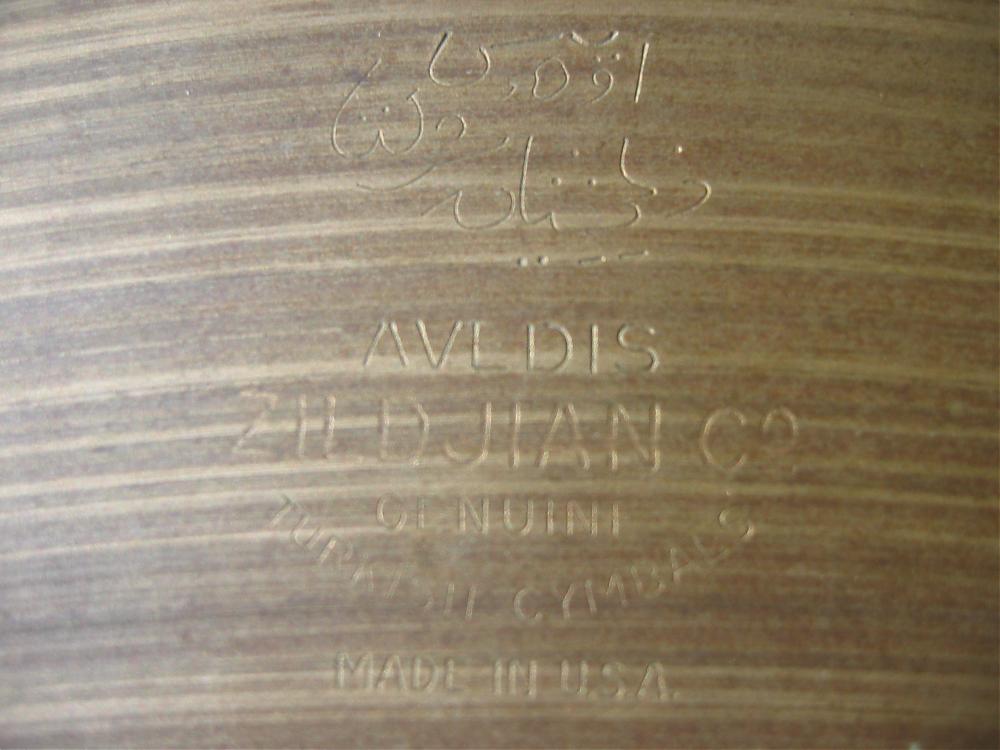 AVEDIS
ZILDJIAN Co
GENUINE
TURKISH CYMBALS
MADE IN U.S.A.